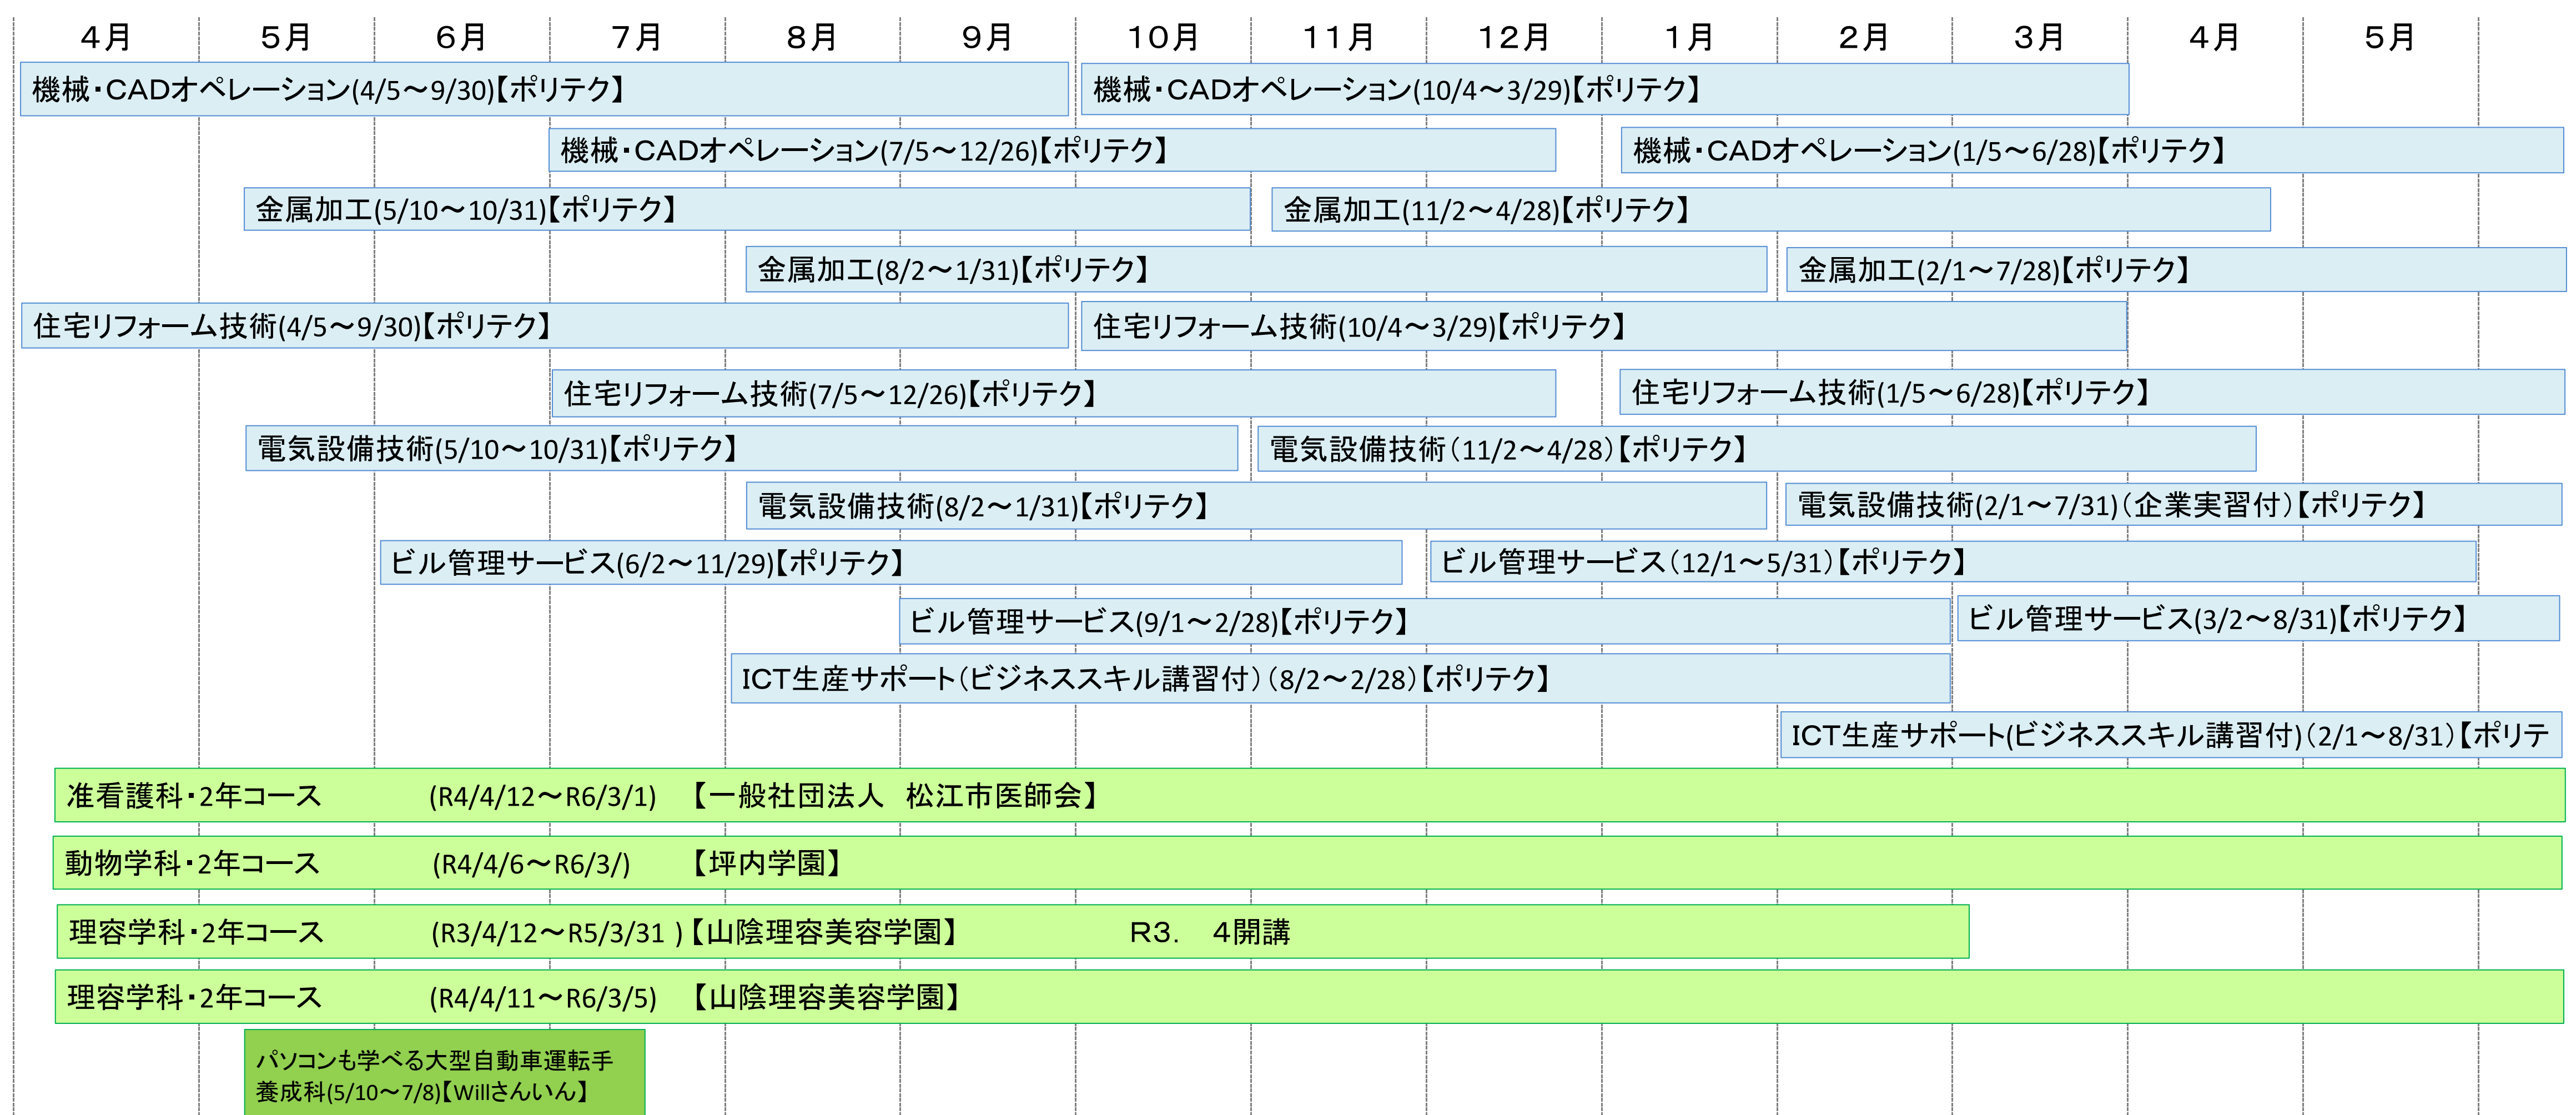 4月 5月 6月 7月 8月 9月 10月 11月 12月 1月 2月 3月 4月 5月
機械・CADオペレーション(4/5～9/30)【ポリテク】 機械・CADオペレーション(10/4～3/29)【ポリテク】
機械・CADオペレーション(7/5～12/26)【ポリテク】 機械・CADオペレーション(1/5～6/28)【ポリテク】
金属加工(5/10～10/31)【ポリテク】 金属加工(11/2～4/28)【ポリテク】
金属加工(8/2～1/31)【ポリテク】 金属加工(2/1～7/28)【ポリテク】
住宅リフォーム技術(4/5～9/30)【ポリテク】 住宅リフォーム技術(10/4～3/29)【ポリテク】
住宅リフォーム技術(7/5～12/26)【ポリテク】 住宅リフォーム技術(1/5～6/28)【ポリテク】
電気設備技術(5/10～10/31)【ポリテク】 電気設備技術（11/2～4/28）【ポリテク】
電気設備技術(8/2～1/31)【ポリテク】 電気設備技術(2/1～7/31)（企業実習付）【ポリテク】
ビル管理サービス(6/2～11/29)【ポリテク】 ビル管理サービス（12/1～5/31）【ポリテク】
ビル管理サービス(9/1～2/28)【ポリテク】 ビル管理サービス(3/2～8/31)【ポリテク】
ICT生産サポート（ビジネススキル講習付）（8/2～2/28）【ポリテク】
ICT生産サポート(ビジネススキル講習付)（2/1～8/31）【ポリテ
准看護科・2年コース (R4/4/12～R6/3/1) 【一般社団法人 松江市医師会】
動物学科・2年コース (R4/4/6～R6/3/) 【坪内学園】
理容学科・2年コース (R3/4/12～R5/3/31 )【山陰理容美容学園】 R3． 4開講
理容学科・2年コース (R4/4/11～R6/3/5) 【山陰理容美容学園】
パソコンも学べる大型自動車運転手
養成科(5/10～7/8)【Willさんいん】